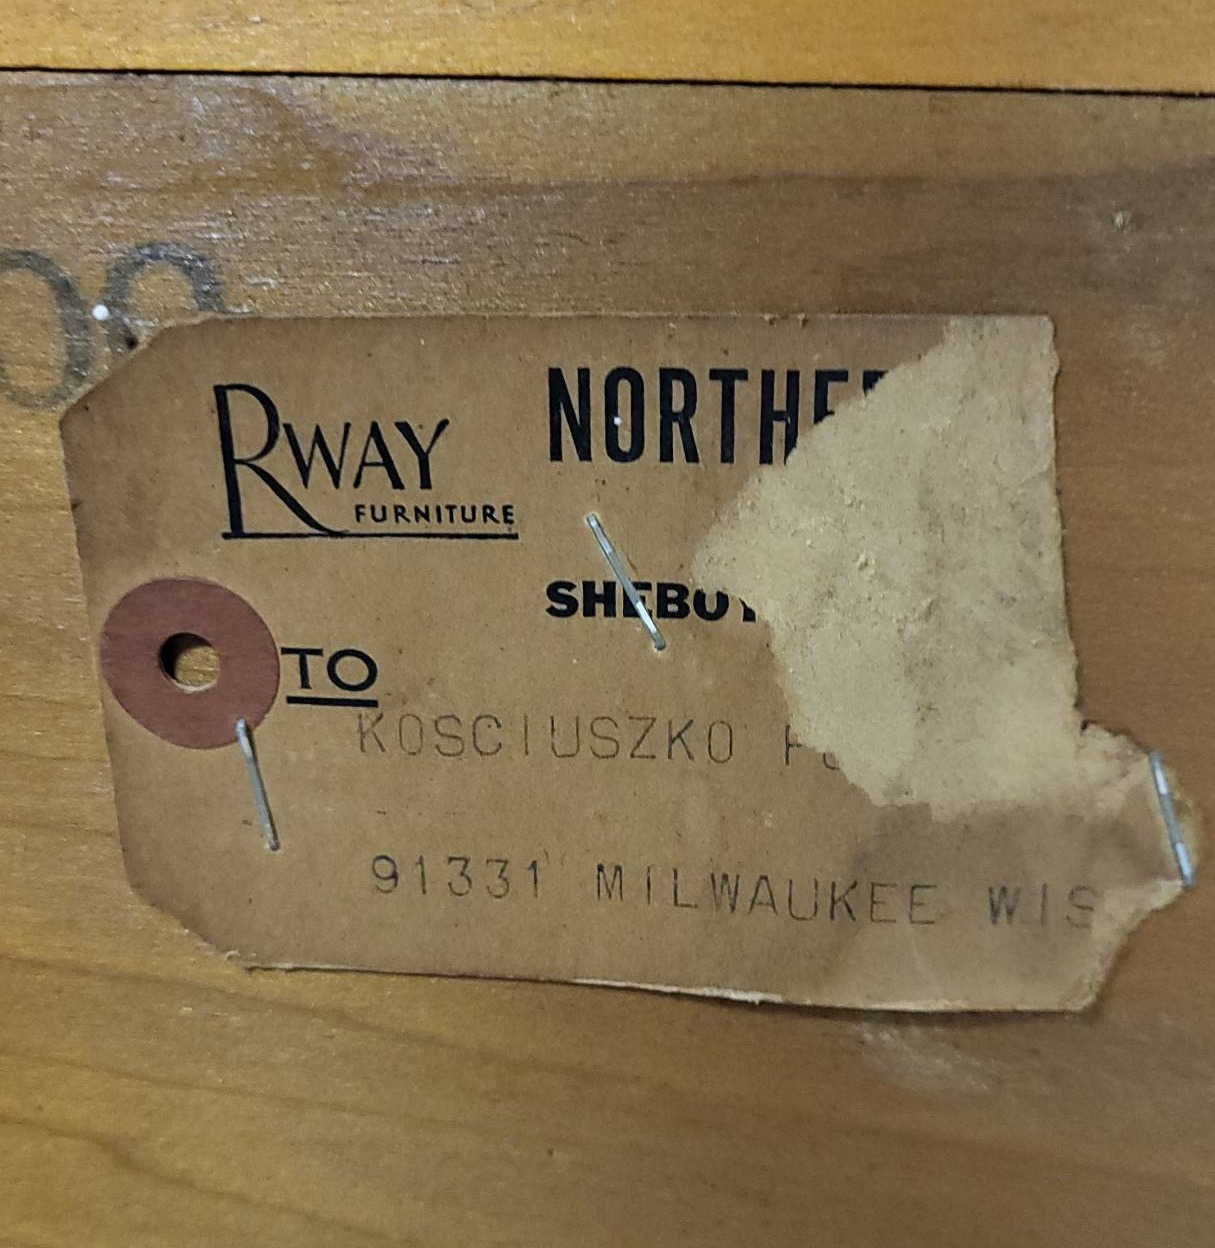 RWAY NORTHE
FURNITURE
SHEBOY
TO
KOSCIUSZKO
91331 MILWAUKEE WIS